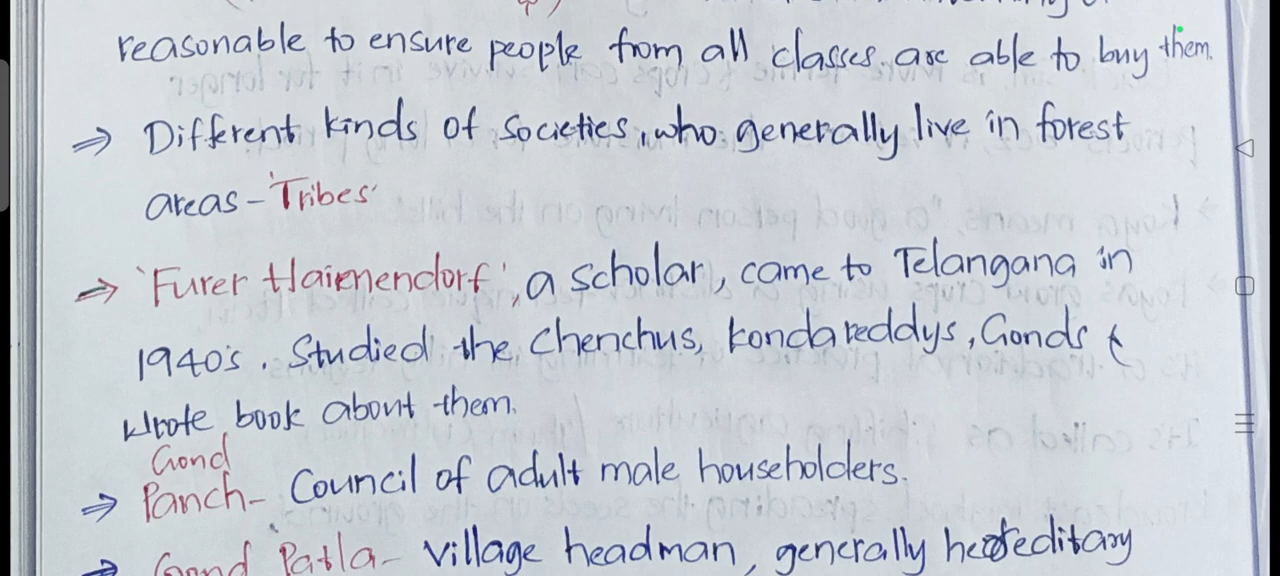 reasonable to ensure people from all classes are able to buy them.
⇒ Different kinds of societies who generally live in forest
areas - 'Tribes'
⇒ 'Furer Haimendorf', a scholar, came to Telangana in
1940's. Studied the Chenchus, kondareddys, Gonds &
Wrote book about them.
Gond
⇒ Panch - Council of adult male householders.
⇒ Gond Patla - village headman, generally hereditary